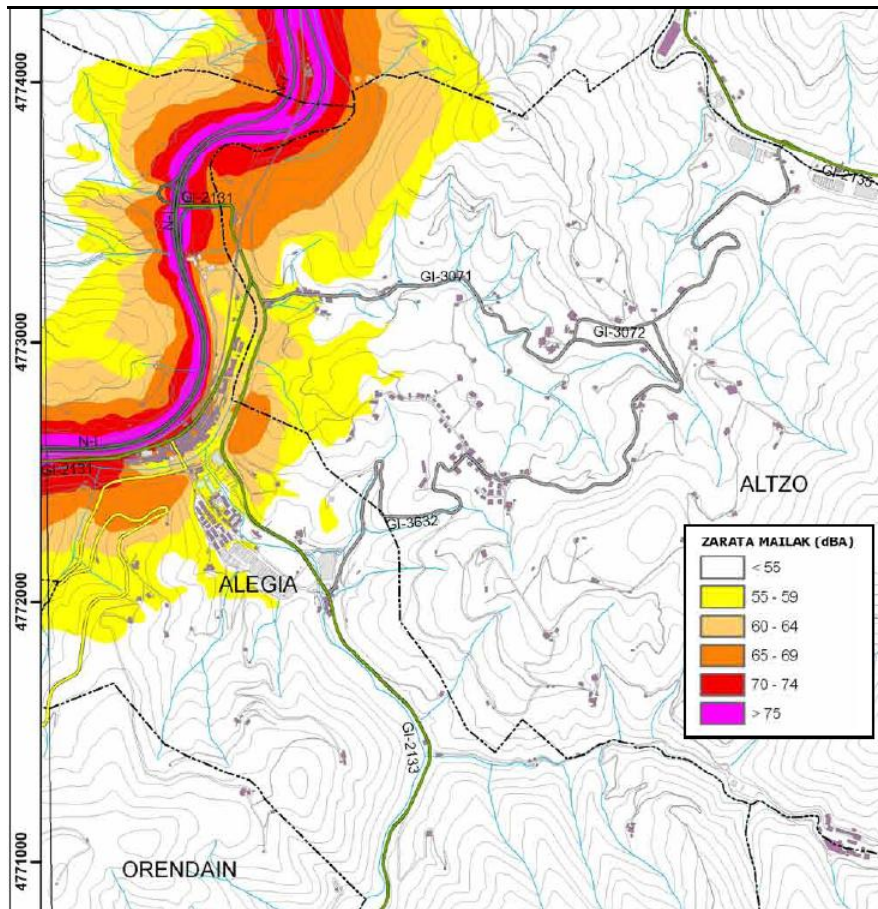 4774000
GI-2135
GI-2131
N-I
GI-3071
4773000
GI-3072
N-I
GI-2131
ALTZO
GI-3632
ZARATA MAILAK (dBA)
< 55
55 - 59
60 - 64
65 - 69
70 - 74
> 75
4772000
ALEGIA
GI-2133
4771000
ORENDAIN